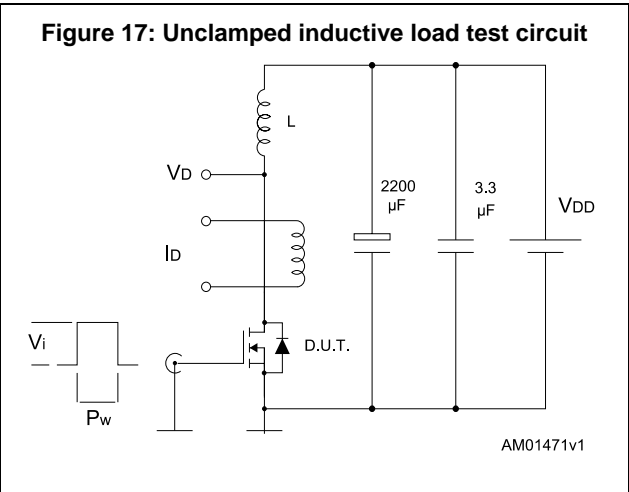 Figure 17: Unclamped inductive load test circuit
L
VD
2200
µF
3.3
µF
VDD
ID
Vi
D.U.T.
Pw
AM01471v1